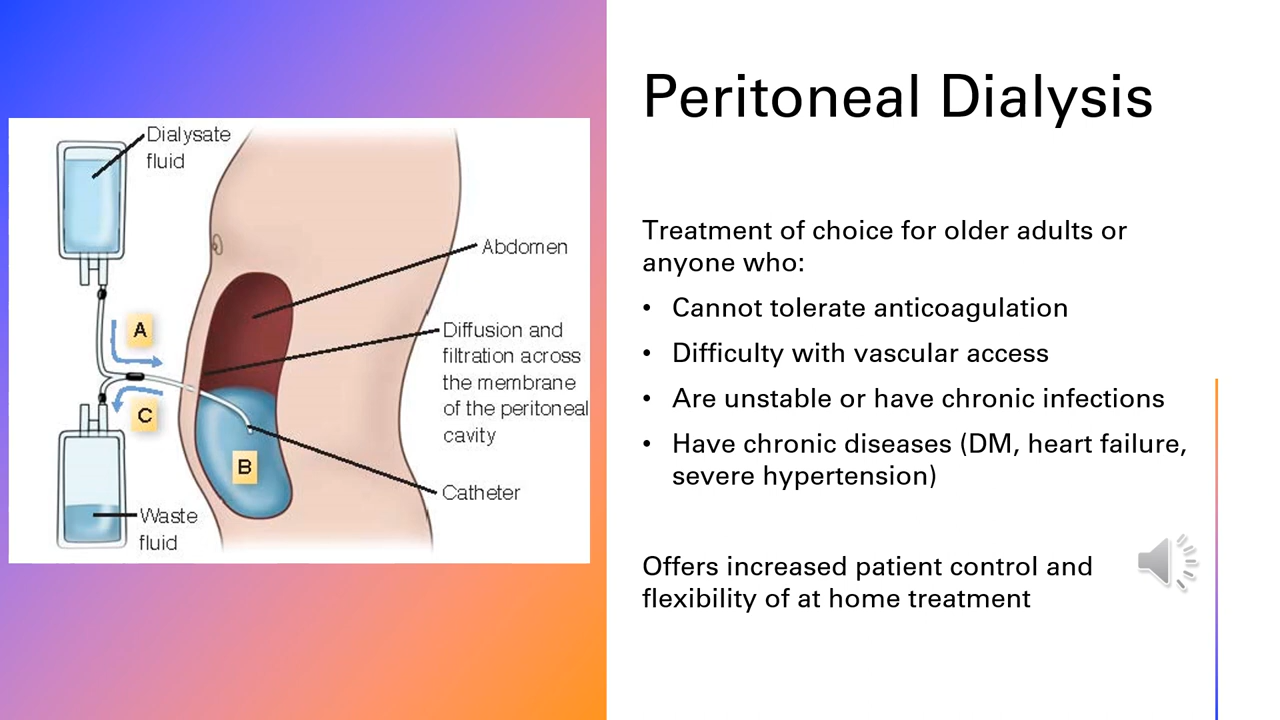 Peritoneal Dialysis
Dialysate
fluid
Abdomen
A
Diffusion and
filtration across
the membrane
of the peritoneal
cavity
C
B
Catheter
Waste
fluid
Treatment of choice for older adults or
anyone who:
• Cannot tolerate anticoagulation
• Difficulty with vascular access
• Are unstable or have chronic infections
• Have chronic diseases (DM, heart failure,
severe hypertension)
Offers increased patient control and
flexibility of at home treatment